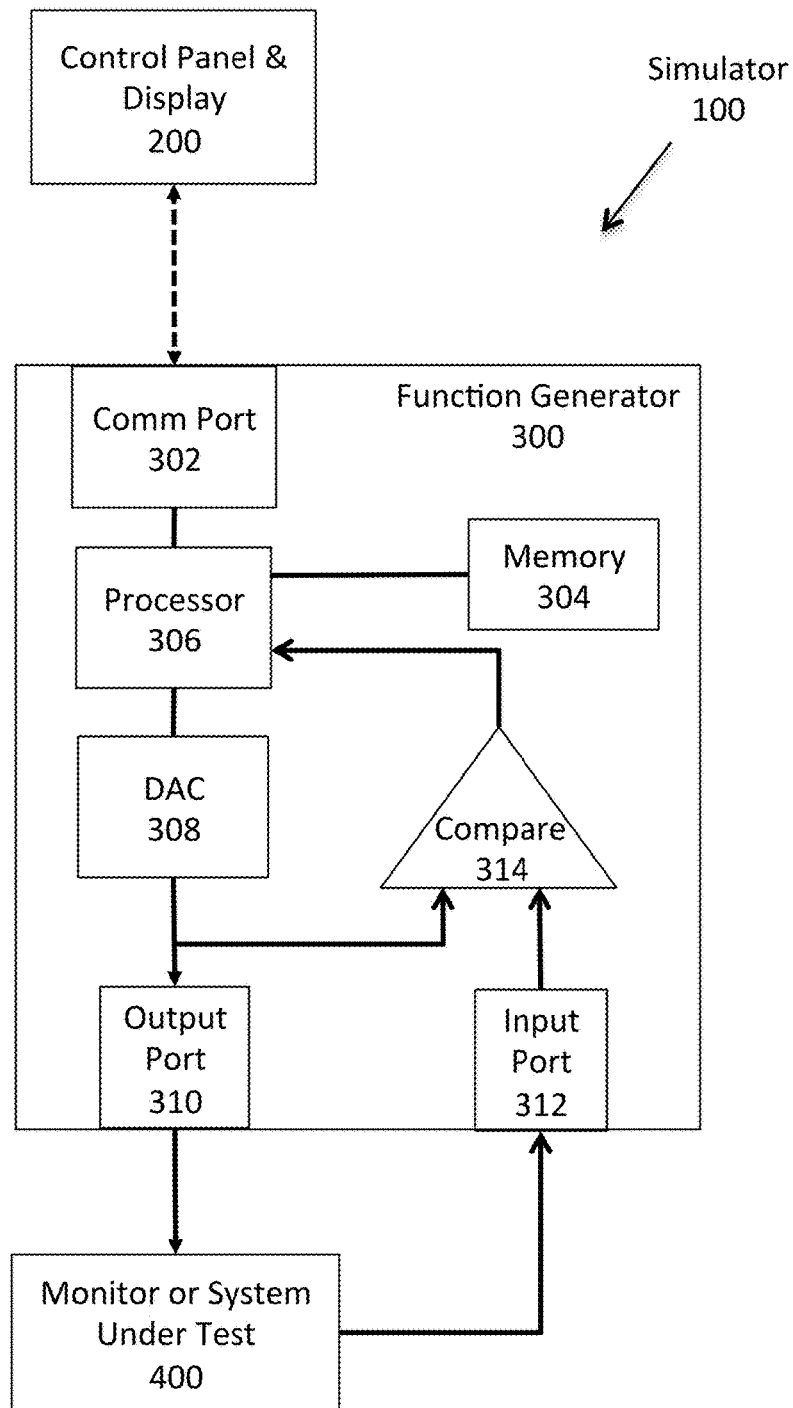 Control Panel &
Display
200
Simulator
100
Comm Port
302
Function Generator
300
Processor
306
Memory
304
DAC
308
Compare
314
Output
Port
310
Input
Port
312
Monitor or System
Under Test
400